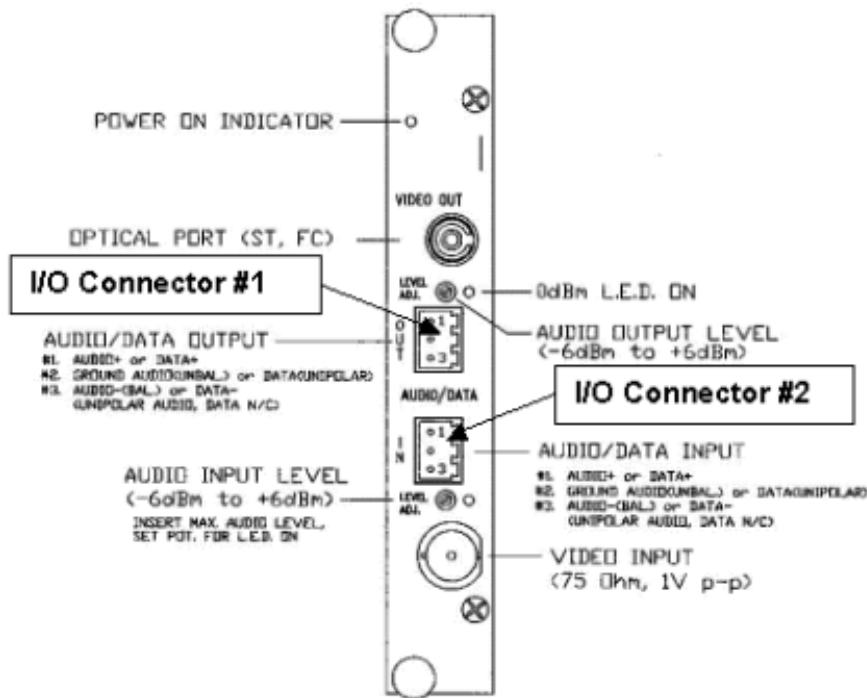 POWER ON INDICATOR
VIDEO OUT
OPTICAL PORT (ST, FC)
I/O Connector #1
LEVEL
ADJ.
0dBm L.E.D. ON
AUDIO OUTPUT LEVEL
(-6dBm to +6dBm)
OUT
1
3
AUDIO/DATA OUTPUT
#1. AUDIO+ or DATA+
#2. GROUND AUDIO(UNBAL.) or DATA(UNIPOLAR)
#3. AUDIO-(BAL.) or DATA-
(UNIPOLAR AUDIO, DATA N/C)
AUDIO/DATA
I/O Connector #2
IN
1
3
AUDIO/DATA INPUT
#1. AUDIO+ or DATA+
#2. GROUND AUDIO(UNBAL.) or DATA(UNIPOLAR)
#3. AUDIO-(BAL.) or DATA-
(UNIPOLAR AUDIO, DATA N/C)
AUDIO INPUT LEVEL
(-6dBm to +6dBm)
INSERT MAX. AUDIO LEVEL,
SET POT. FOR L.E.D. ON
LEVEL
ADJ.
VIDEO INPUT
(75 Ohm, 1V p-p)